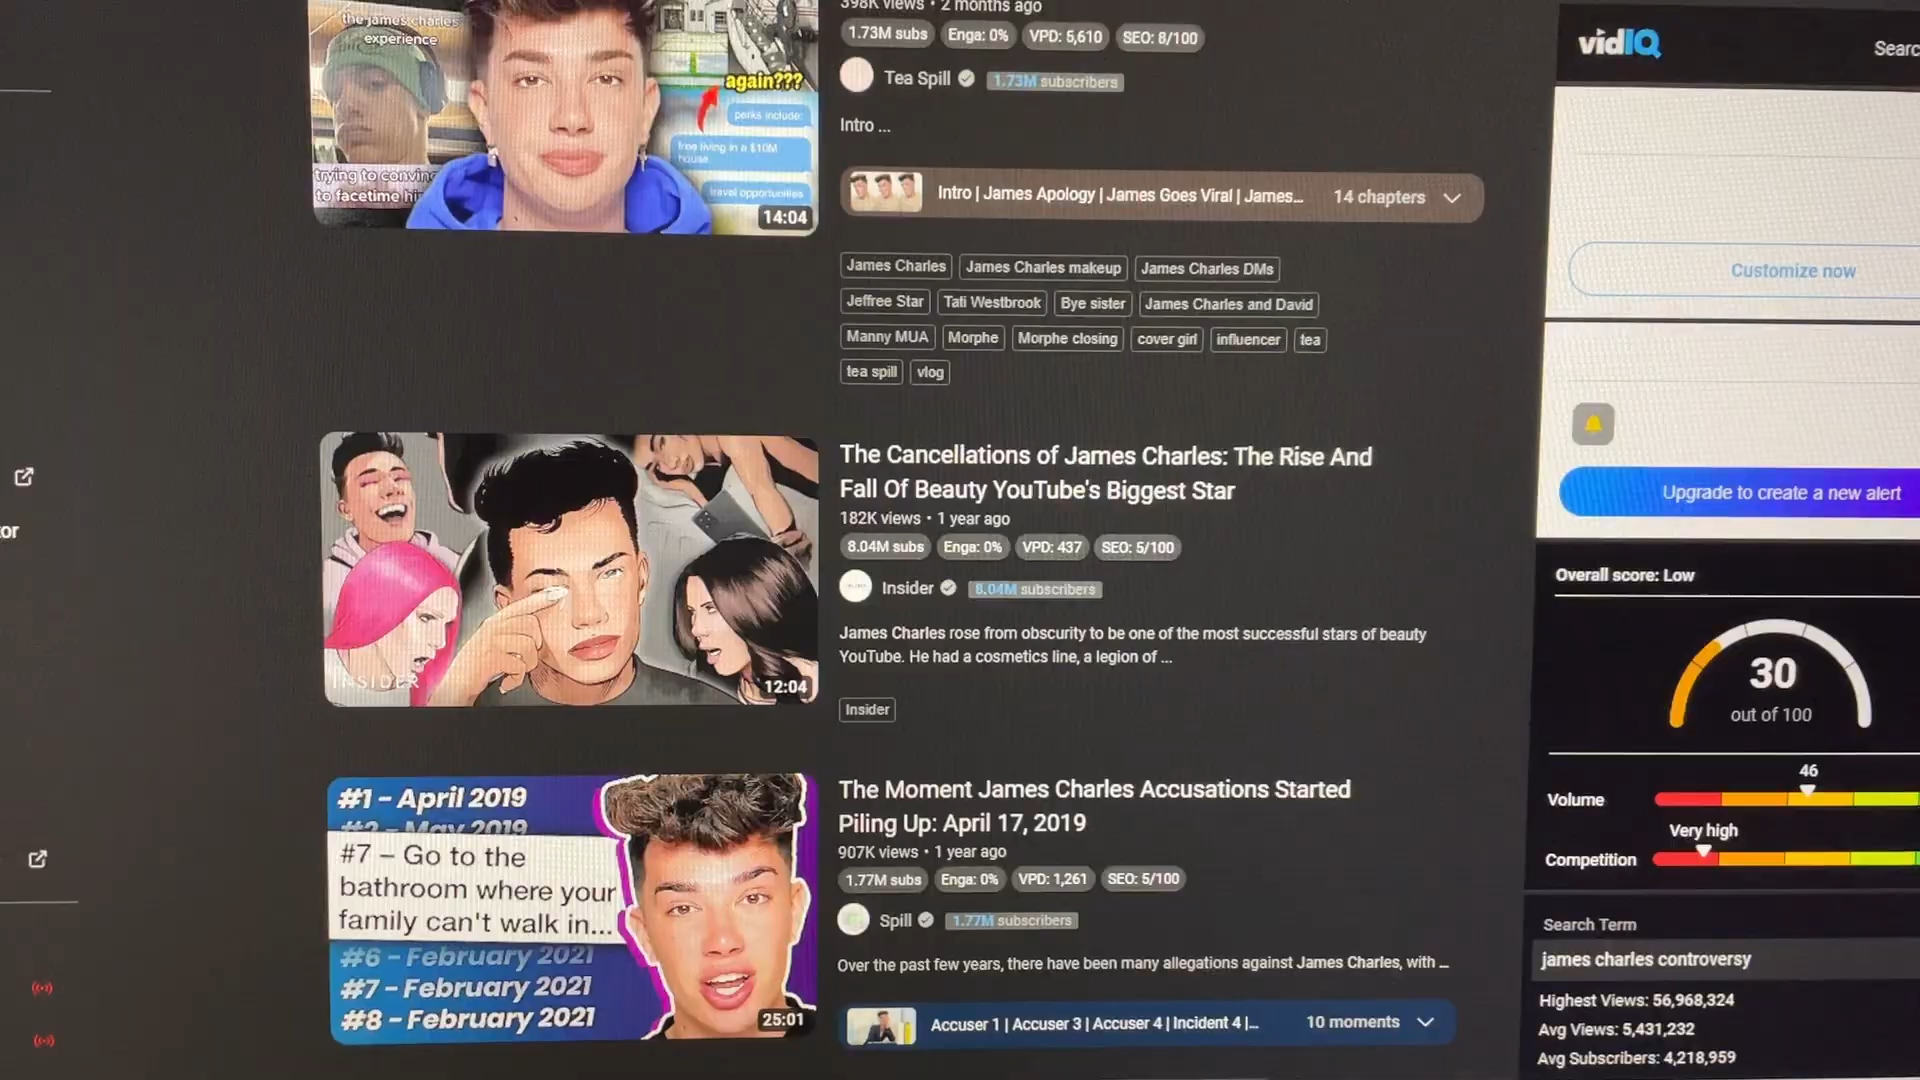 the james charles
experience
again???
perks include:
free living in a $10M
house
travel opportunities
trying to convinc
to facetime hi
14:04
398K views • 2 months ago
1.73M subs
Enga: 0%
VPD: 5,610
SEO: 8/100
Tea Spill
1.73M subscribers
Intro ...
Intro | James Apology | James Goes Viral | James...
14 chapters
James Charles
James Charles makeup
James Charles DMs
Jeffree Star
Tati Westbrook
Bye sister
James Charles and David
Manny MUA
Morphe
Morphe closing
cover girl
influencer
tea
tea spill
vlog
INSIDER
12:04
The Cancellations of James Charles: The Rise And
Fall Of Beauty YouTube's Biggest Star
182K views • 1 year ago
8.04M subs
Enga: 0%
VPD: 437
SEO: 5/100
Insider
8.04M subscribers
James Charles rose from obscurity to be one of the most successful stars of beauty
YouTube. He had a cosmetics line, a legion of ...
Insider
#1 – April 2019
#2 – May 2019
#7 – Go to the
bathroom where your
family can't walk in...
#6 – February 2021
#7 – February 2021
#8 – February 2021
25:01
The Moment James Charles Accusations Started
Piling Up: April 17, 2019
907K views • 1 year ago
1.77M subs
Enga: 0%
VPD: 1,261
SEO: 5/100
Spill
1.77M subscribers
Over the past few years, there have been many allegations against James Charles, with ...
Accuser 1 | Accuser 3 | Accuser 4 | Incident 4 |...
10 moments
or
vidIQ
Searc
Customize now
Upgrade to create a new alert
Overall score: Low
30
out of 100
46
Volume
Very high
Competition
Search Term
james charles controversy
Highest Views: 56,968,324
Avg Views: 5,431,232
Avg Subscribers: 4,218,959